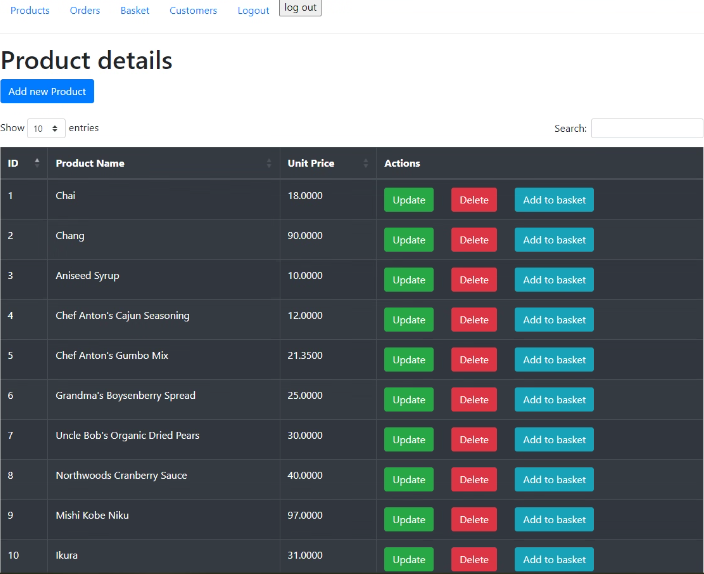 Products Orders Basket Customers Logout log out
Product details
Add new Product
Show 10 entries Search:
ID Product Name Unit Price Actions
1 Chai 18.0000 Update Delete Add to basket
2 Chang 90.0000 Update Delete Add to basket
3 Aniseed Syrup 10.0000 Update Delete Add to basket
4 Chef Anton's Cajun Seasoning 12.0000 Update Delete Add to basket
5 Chef Anton's Gumbo Mix 21.3500 Update Delete Add to basket
6 Grandma's Boysenberry Spread 25.0000 Update Delete Add to basket
7 Uncle Bob's Organic Dried Pears 30.0000 Update Delete Add to basket
8 Northwoods Cranberry Sauce 40.0000 Update Delete Add to basket
9 Mishi Kobe Niku 97.0000 Update Delete Add to basket
10 Ikura 31.0000 Update Delete Add to basket